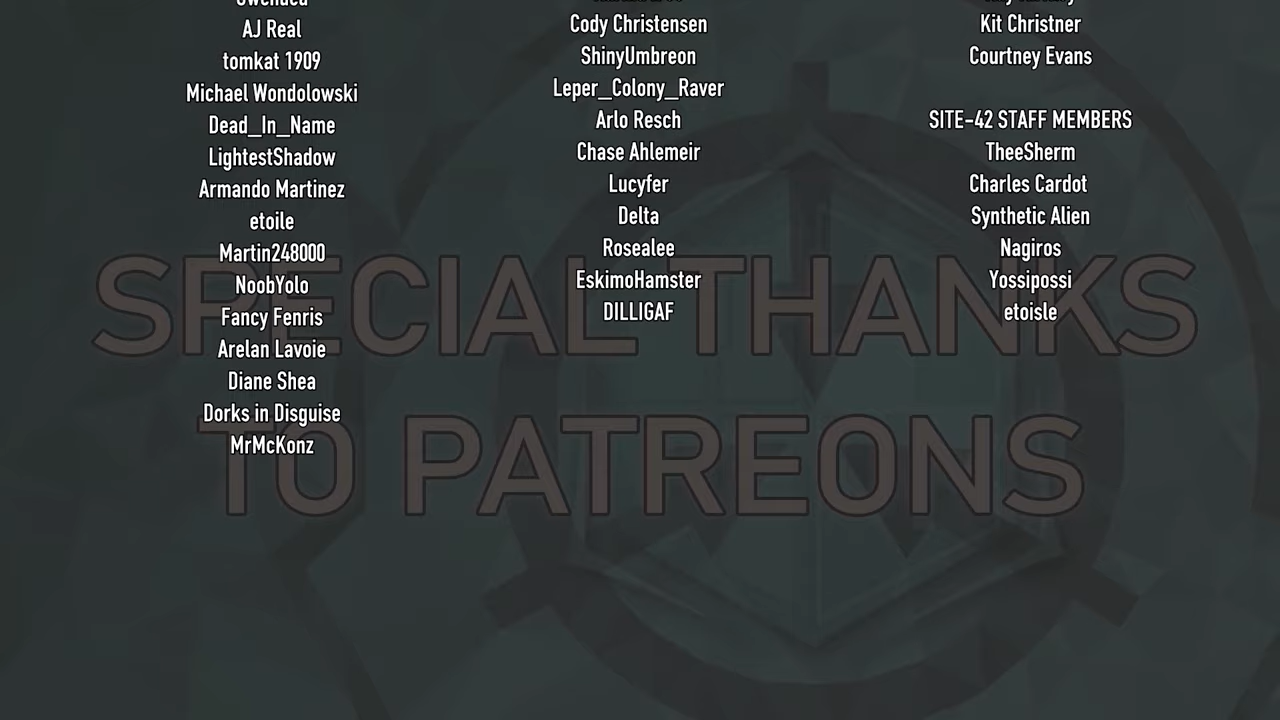 AJ Real
tomkat 1909
Michael Wondolowski
Dead_In_Name
LightestShadow
Armando Martinez
etoile
Martin248000
NoobYolo
Fancy Fenris
Arelan Lavoie
Diane Shea
Dorks in Disguise
MrMcKonz
Cody Christensen
ShinyUmbreon
Leper_Colony_Raver
Arlo Resch
Chase Ahlemeir
Lucyfer
Delta
Rosealee
EskimoHamster
DILLIGAF
Kit Christner
Courtney Evans
SITE-42 STAFF MEMBERS
TheeSherm
Charles Cardot
Synthetic Alien
Nagiros
Yossipossi
etoisle
SPECIAL THANKS
TO PATREONS